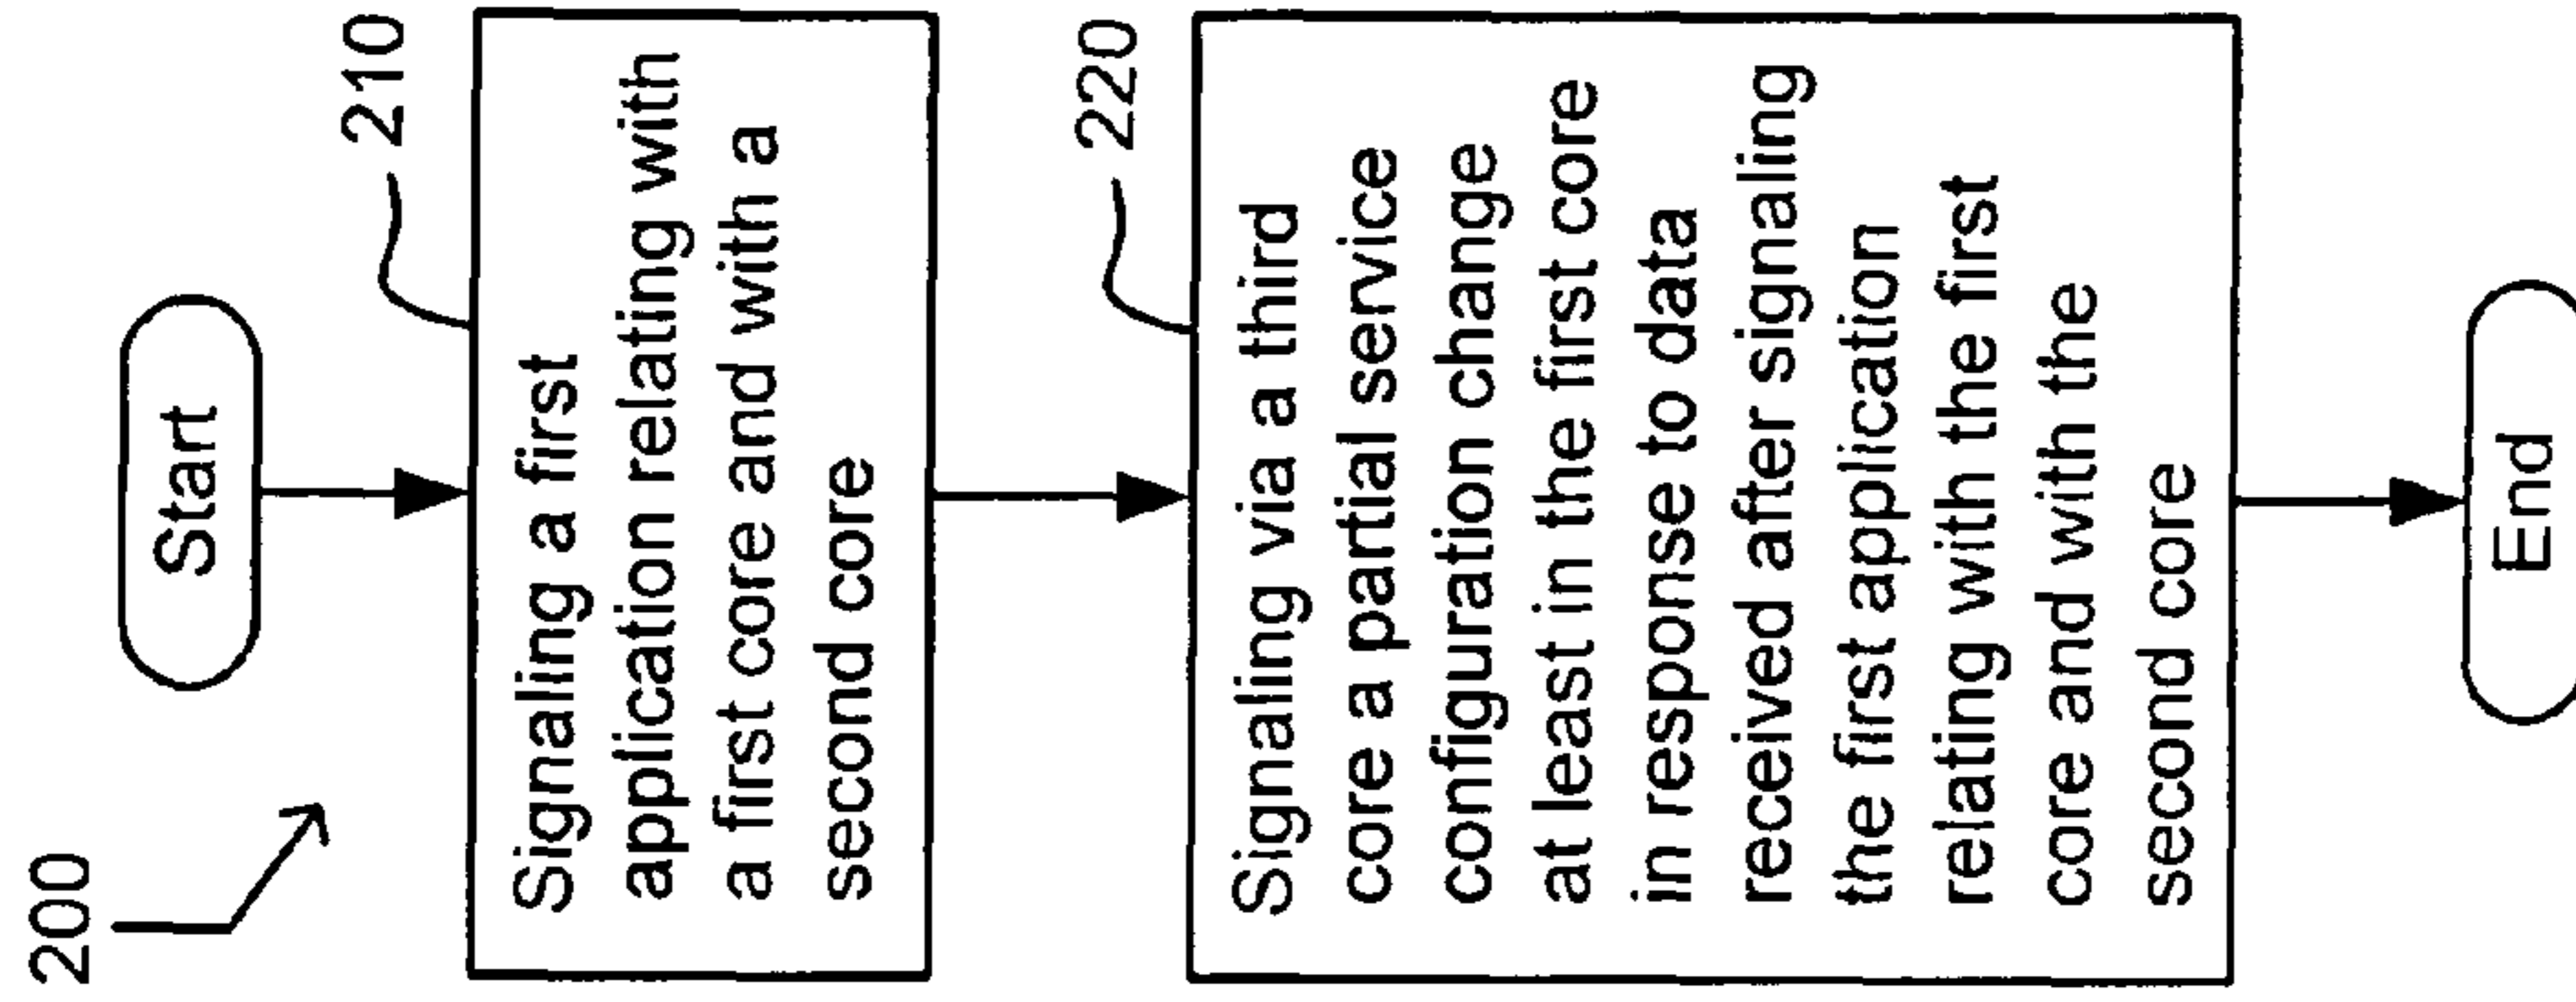 200
Start
210
Signaling a first
application relating with
a first core and with a
second core
220
Signaling via a third
core a partial service
configuration change
at least in the first core
in response to data
received after signaling
the first application
relating with the first
core and with the
second core
End